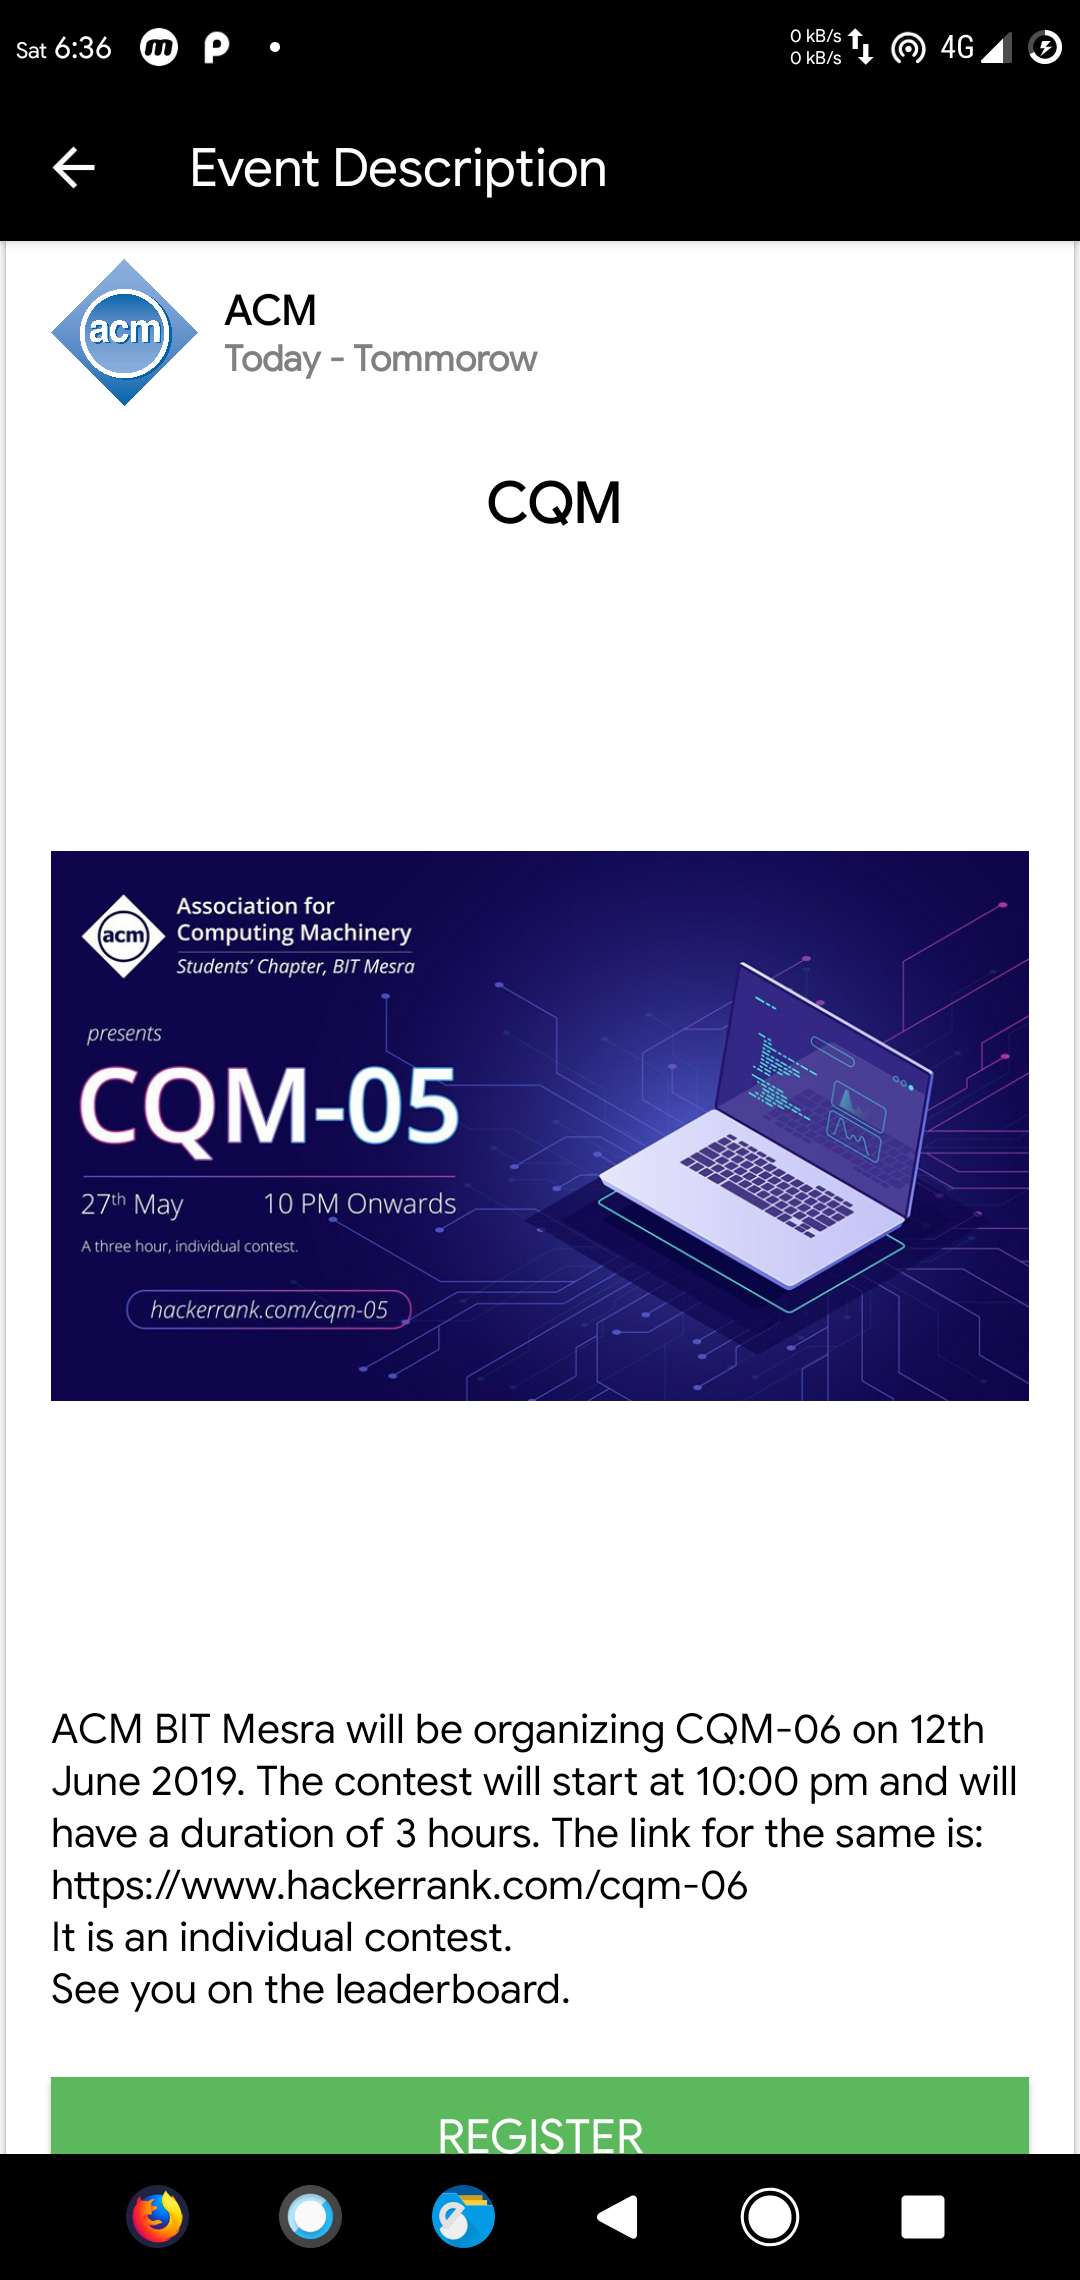 Sat 6:36
0 kB/s
0 kB/s
4G
Event Description
acm
ACM
Today - Tommorow
CQM
acm
Association for
Computing Machinery
Students' Chapter, BIT Mesra
presents
CQM-05
27th May 10 PM Onwards
A three hour, individual contest.
hackerrank.com/cqm-05
ACM BIT Mesra will be organizing CQM-06 on 12th
June 2019. The contest will start at 10:00 pm and will
have a duration of 3 hours. The link for the same is:
https://www.hackerrank.com/cqm-06
It is an individual contest.
See you on the leaderboard.
REGISTER